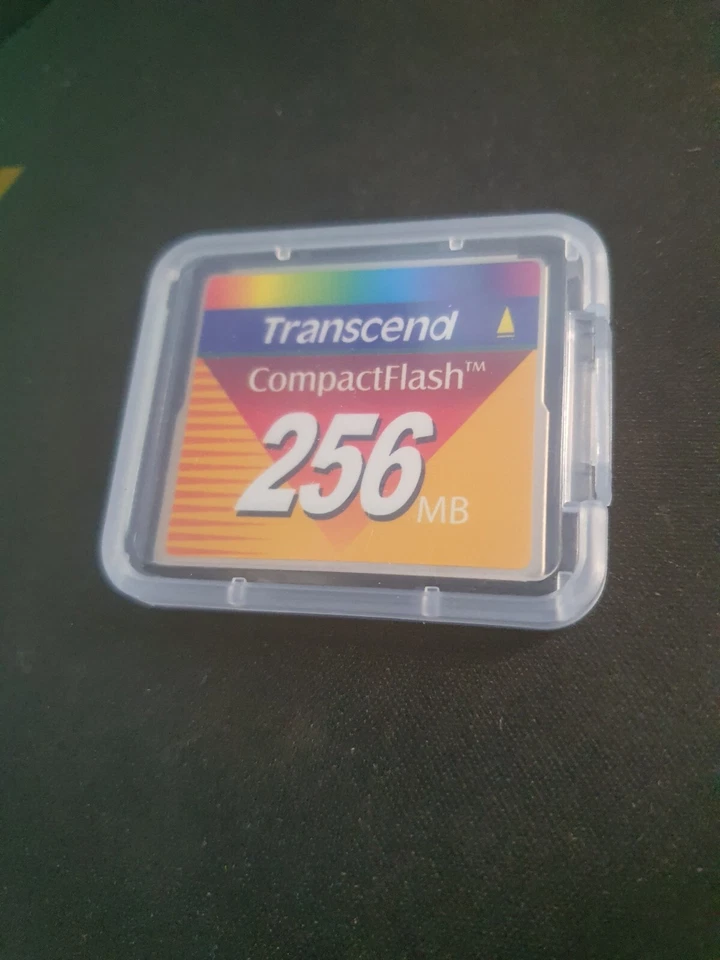 Transcend
CompactFlash™
256 MB